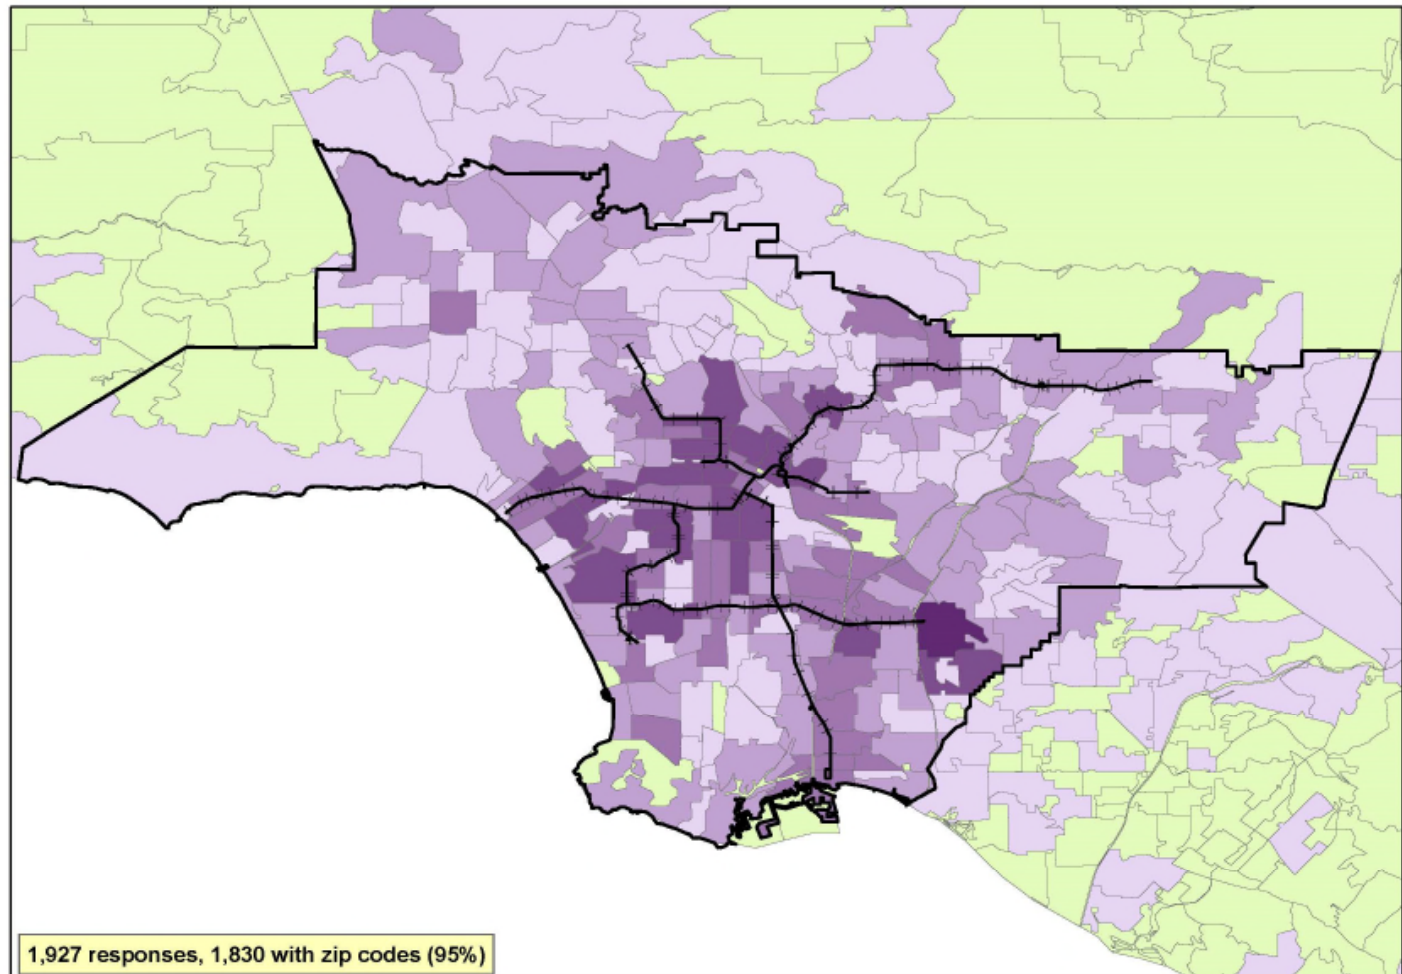 1,927 responses, 1,830 with zip codes (95%)